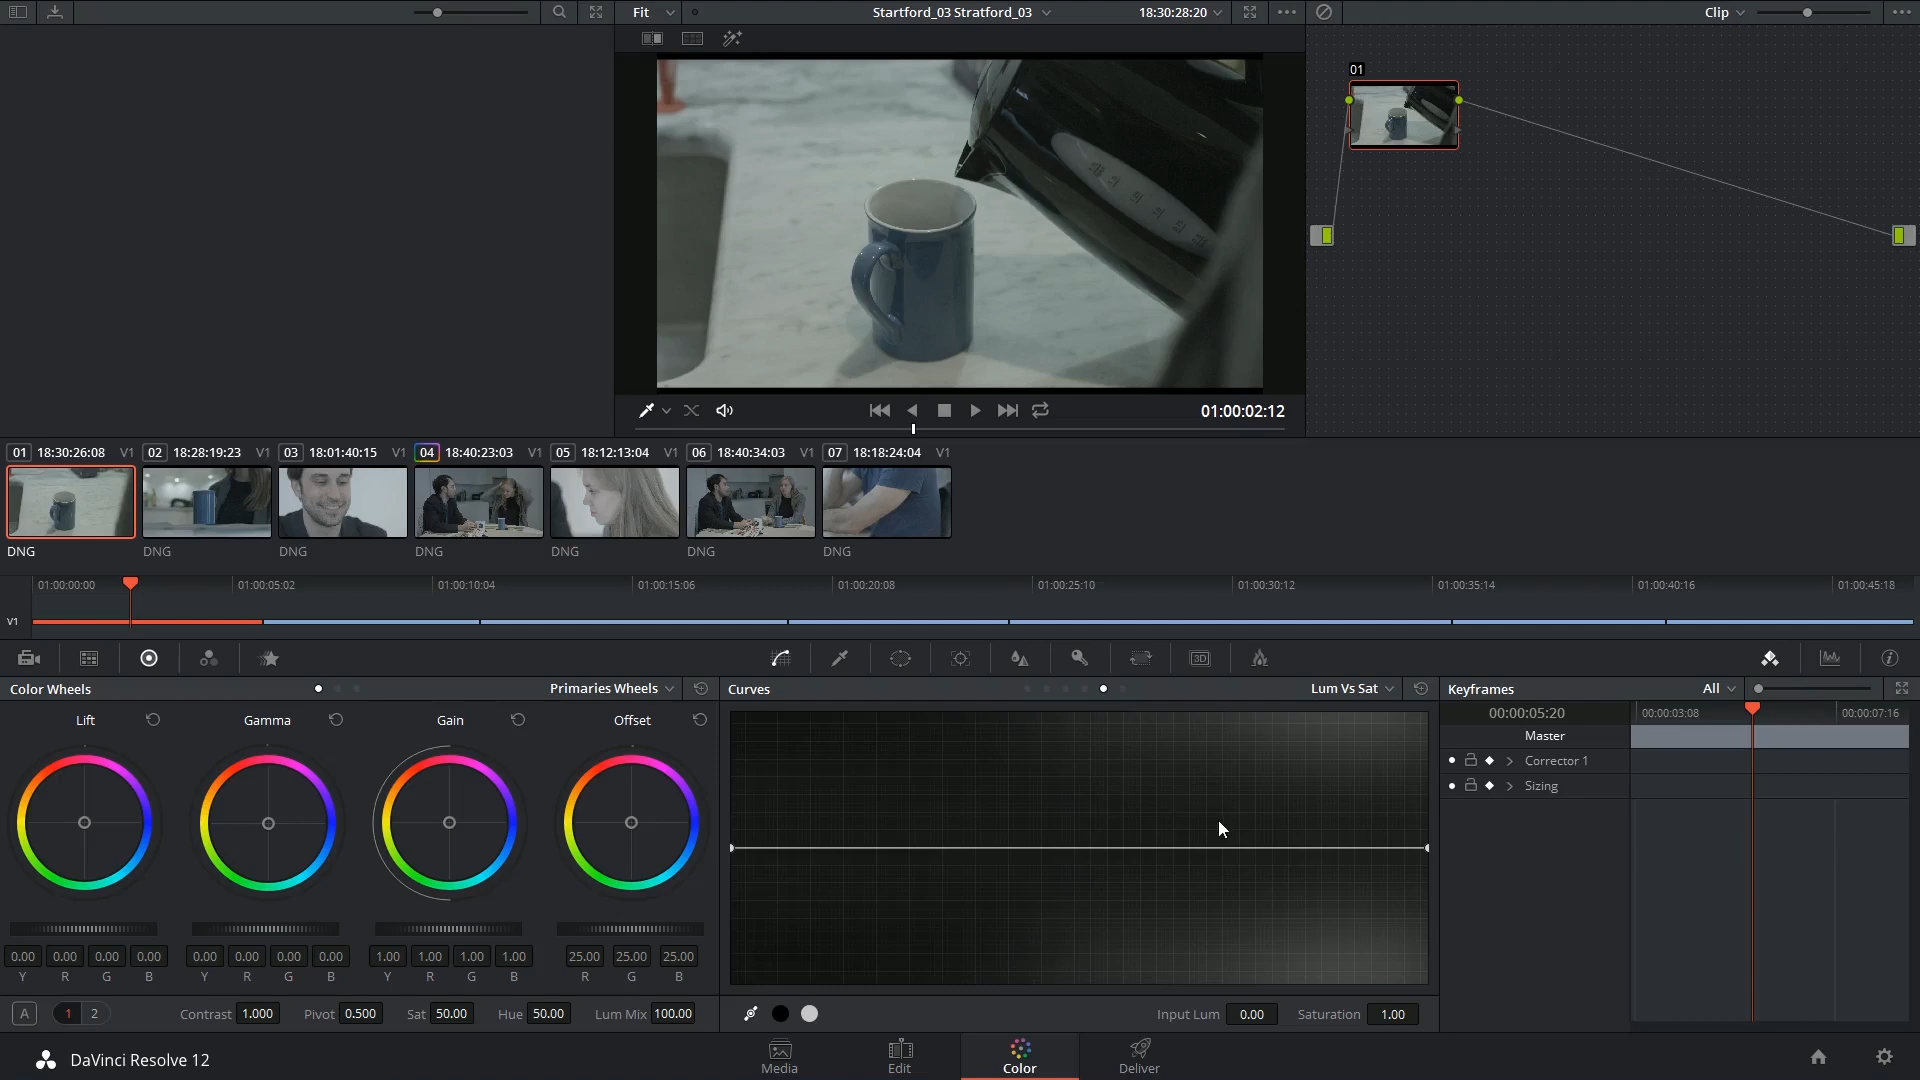 Fit
Startford_03 Stratford_03
18:30:28:20
Clip
01
01:00:02:12
01 18:30:26:08 V1
02 18:28:19:23 V1
03 18:01:40:15 V1
04 18:40:23:03 V1
05 18:12:13:04 V1
06 18:40:34:03 V1
07 18:18:24:04 V1
DNG DNG DNG DNG DNG DNG DNG
01:00:00:00 01:00:05:02 01:00:10:04 01:00:15:06 01:00:20:08 01:00:25:10 01:00:30:12 01:00:35:14 01:00:40:16 01:00:45:18
V1
3D
Color Wheels
Primaries Wheels
Lift Gamma Gain Offset
0.00 0.00 0.00 0.00 0.00 0.00 0.00 0.00 1.00 1.00 1.00 1.00 25.00 25.00 25.00
Y R G B Y R G B Y R G B R G B
A 1 2 Contrast 1.000 Pivot 0.500 Sat 50.00 Hue 50.00 Lum Mix 100.00
Curves
Lum Vs Sat
Input Lum 0.00 Saturation 1.00
Keyframes
All
00:00:05:20 00:00:03:08 00:00:07:16
Master
Corrector 1
Sizing
DaVinci Resolve 12
Media Edit Color Deliver